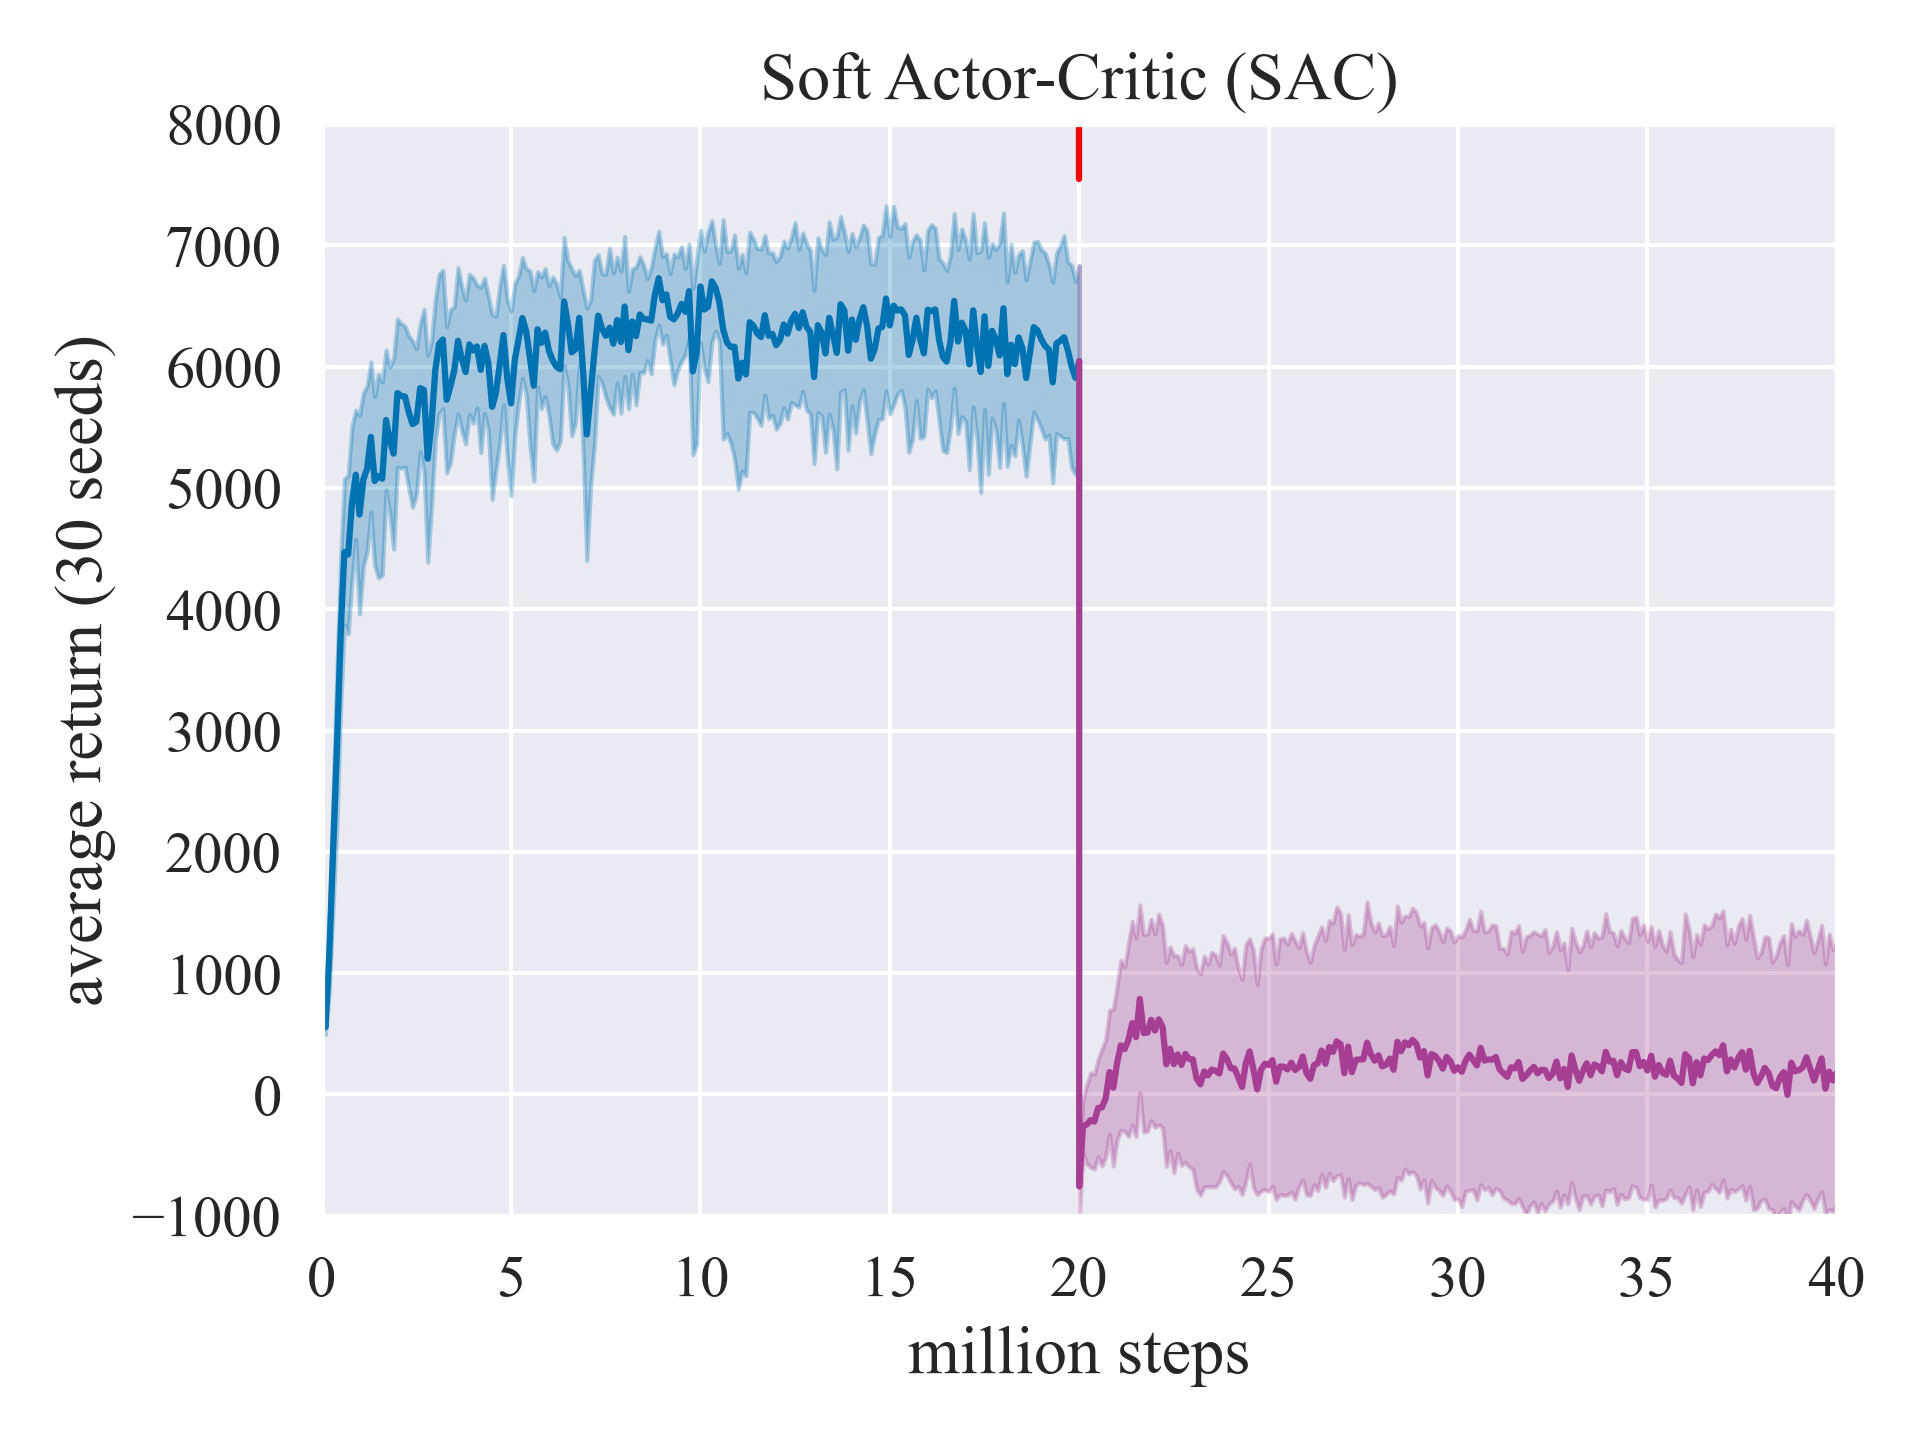 Soft Actor-Critic (SAC)
8000
7000
6000
5000
4000
3000
2000
1000
0
−1000
average return (30 seeds)
0 5 10 15 20 25 30 35 40
million steps